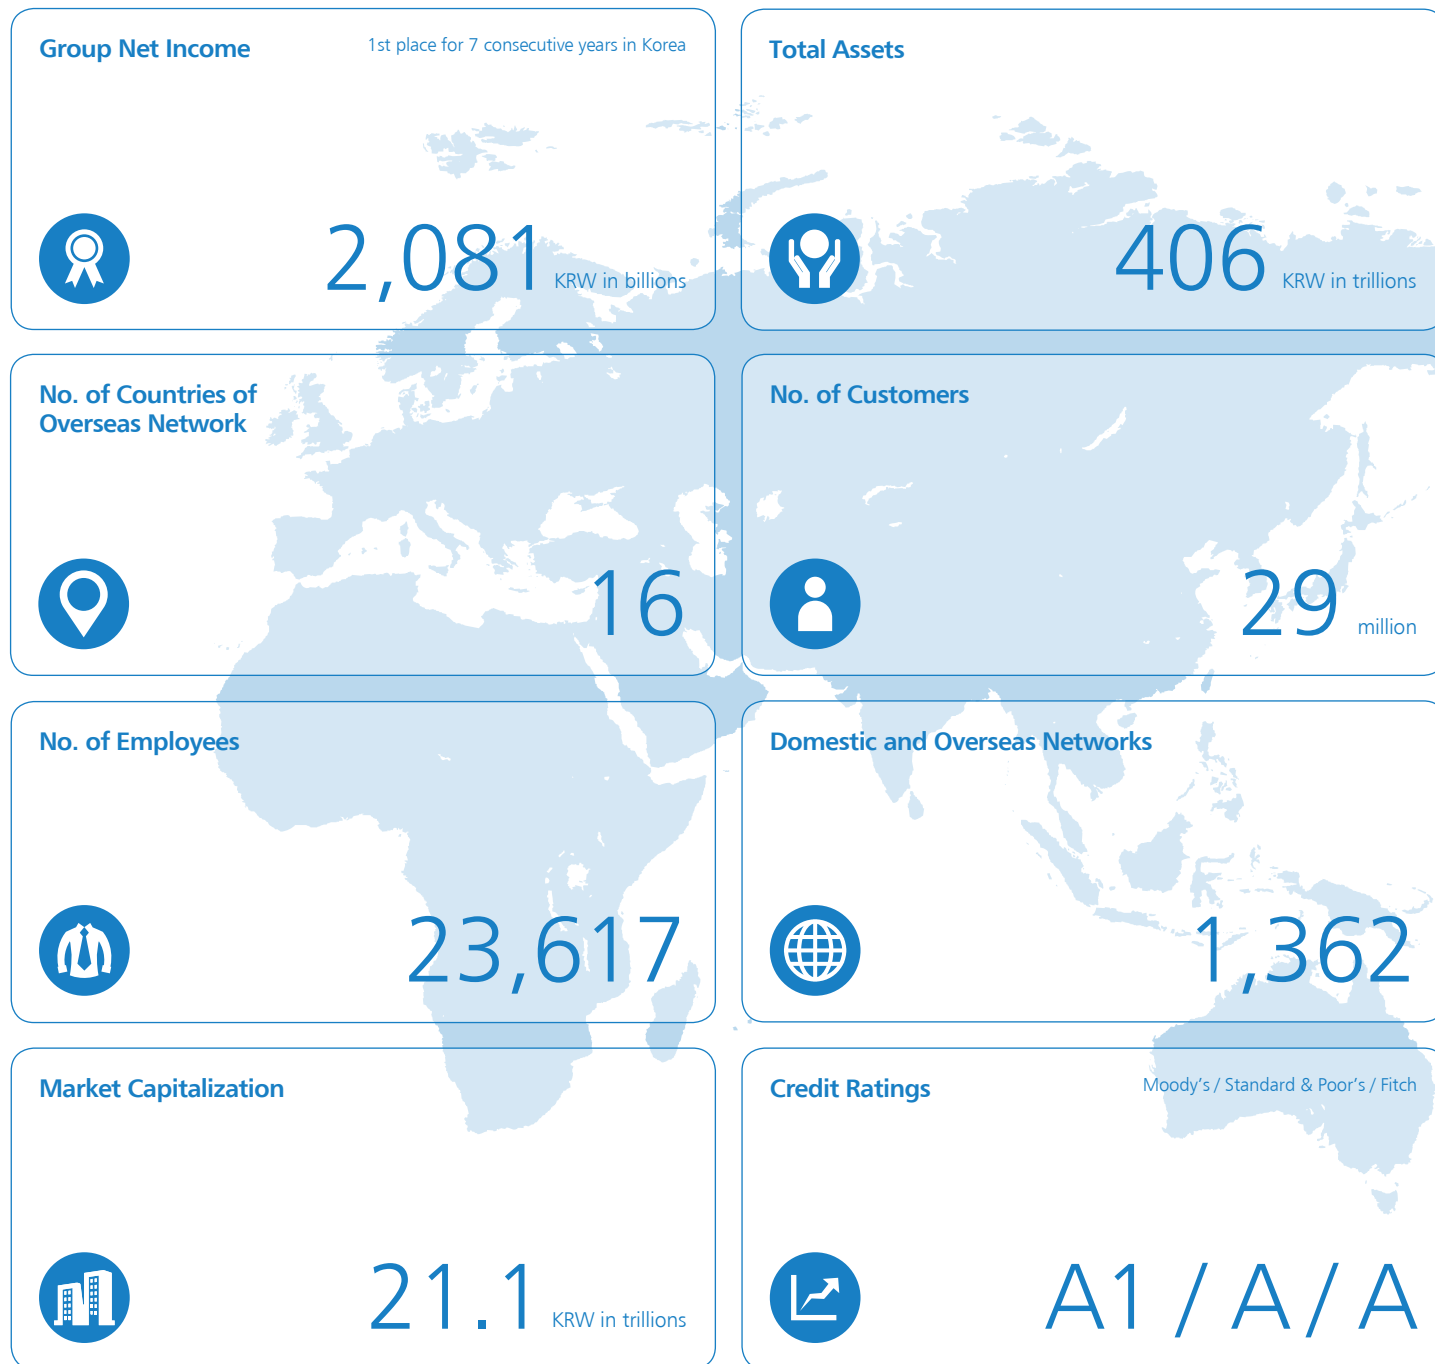 Group Net Income
1st place for 7 consecutive years in Korea
2,081 KRW in billions
Total Assets
406 KRW in trillions
No. of Countries of
Overseas Network
16
No. of Customers
29 million
No. of Employees
23,617
Domestic and Overseas Networks
1,362
Market Capitalization
21.1 KRW in trillions
Credit Ratings
Moody's / Standard & Poor's / Fitch
A1 / A / A